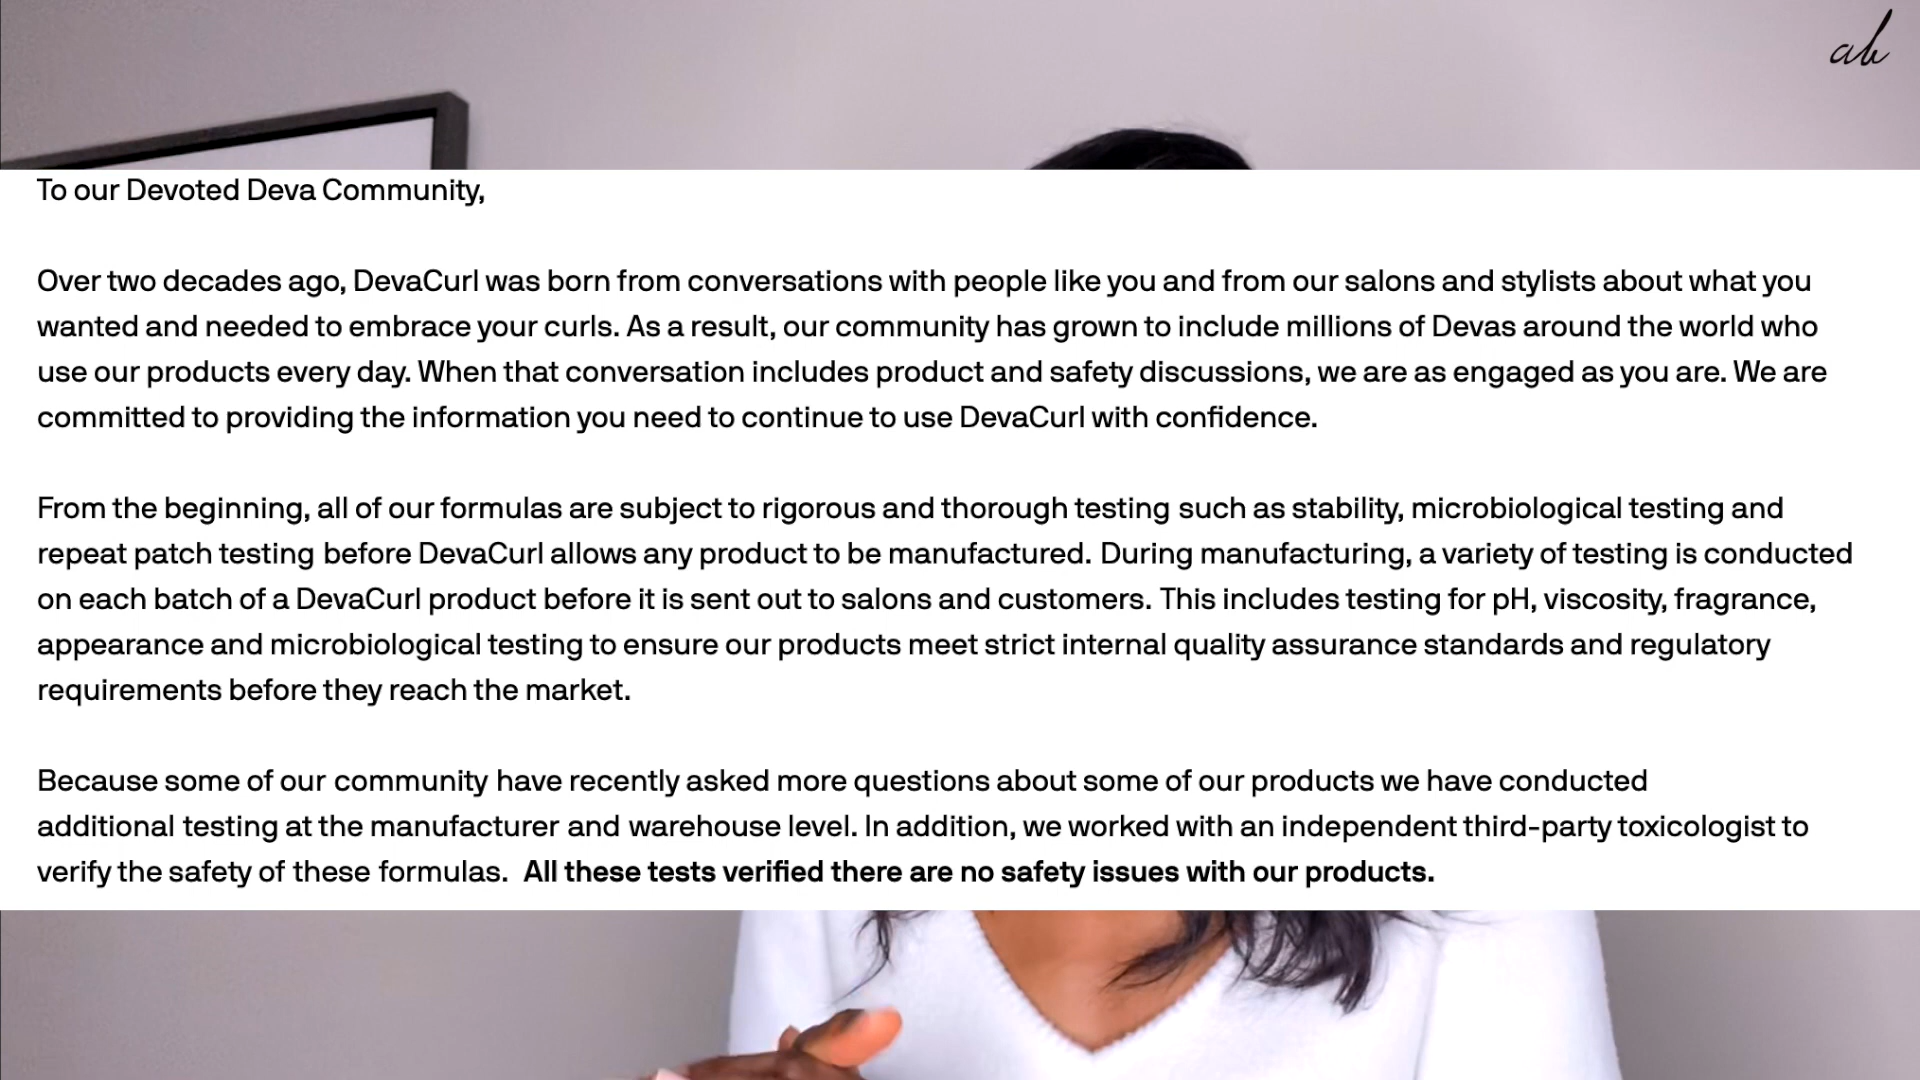 ab
To our Devoted Deva Community,
Over two decades ago, DevaCurl was born from conversations with people like you and from our salons and stylists about what you
wanted and needed to embrace your curls. As a result, our community has grown to include millions of Devas around the world who
use our products every day. When that conversation includes product and safety discussions, we are as engaged as you are. We are
committed to providing the information you need to continue to use DevaCurl with confidence.
From the beginning, all of our formulas are subject to rigorous and thorough testing such as stability, microbiological testing and
repeat patch testing before DevaCurl allows any product to be manufactured. During manufacturing, a variety of testing is conducted
on each batch of a DevaCurl product before it is sent out to salons and customers. This includes testing for pH, viscosity, fragrance,
appearance and microbiological testing to ensure our products meet strict internal quality assurance standards and regulatory
requirements before they reach the market.
Because some of our community have recently asked more questions about some of our products we have conducted
additional testing at the manufacturer and warehouse level. In addition, we worked with an independent third-party toxicologist to
verify the safety of these formulas. All these tests verified there are no safety issues with our products.